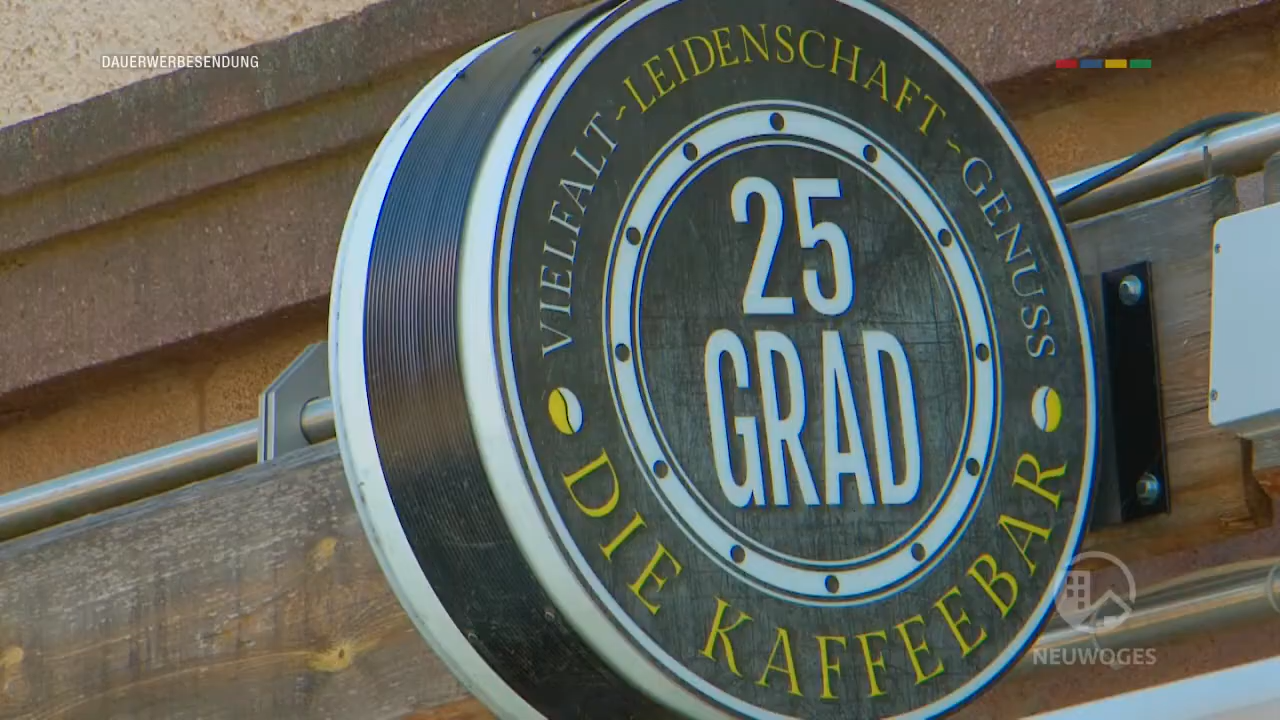 DAUERWERBESENDUNG
VIELFALT ~ LEIDENSCHAFT ~ GENUSS
25
GRAD
DIE KAFFEEBAR
NEUWOGES